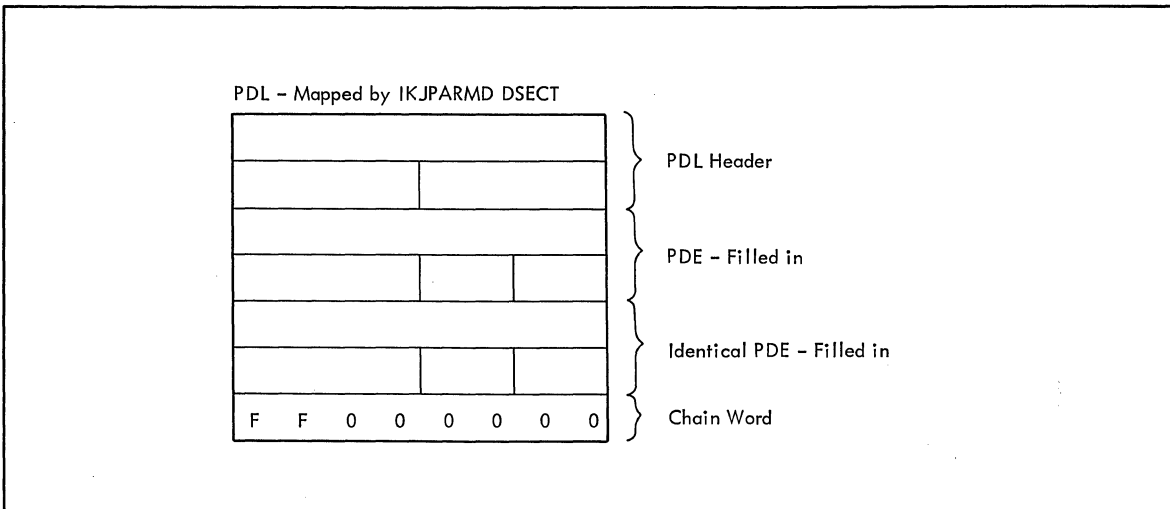 PDL - Mapped by IKJPARMD DSECT
PDL Header
PDE - Filled in
Identical PDE - Filled in
F F 0 0 0 0 0 0 Chain Word